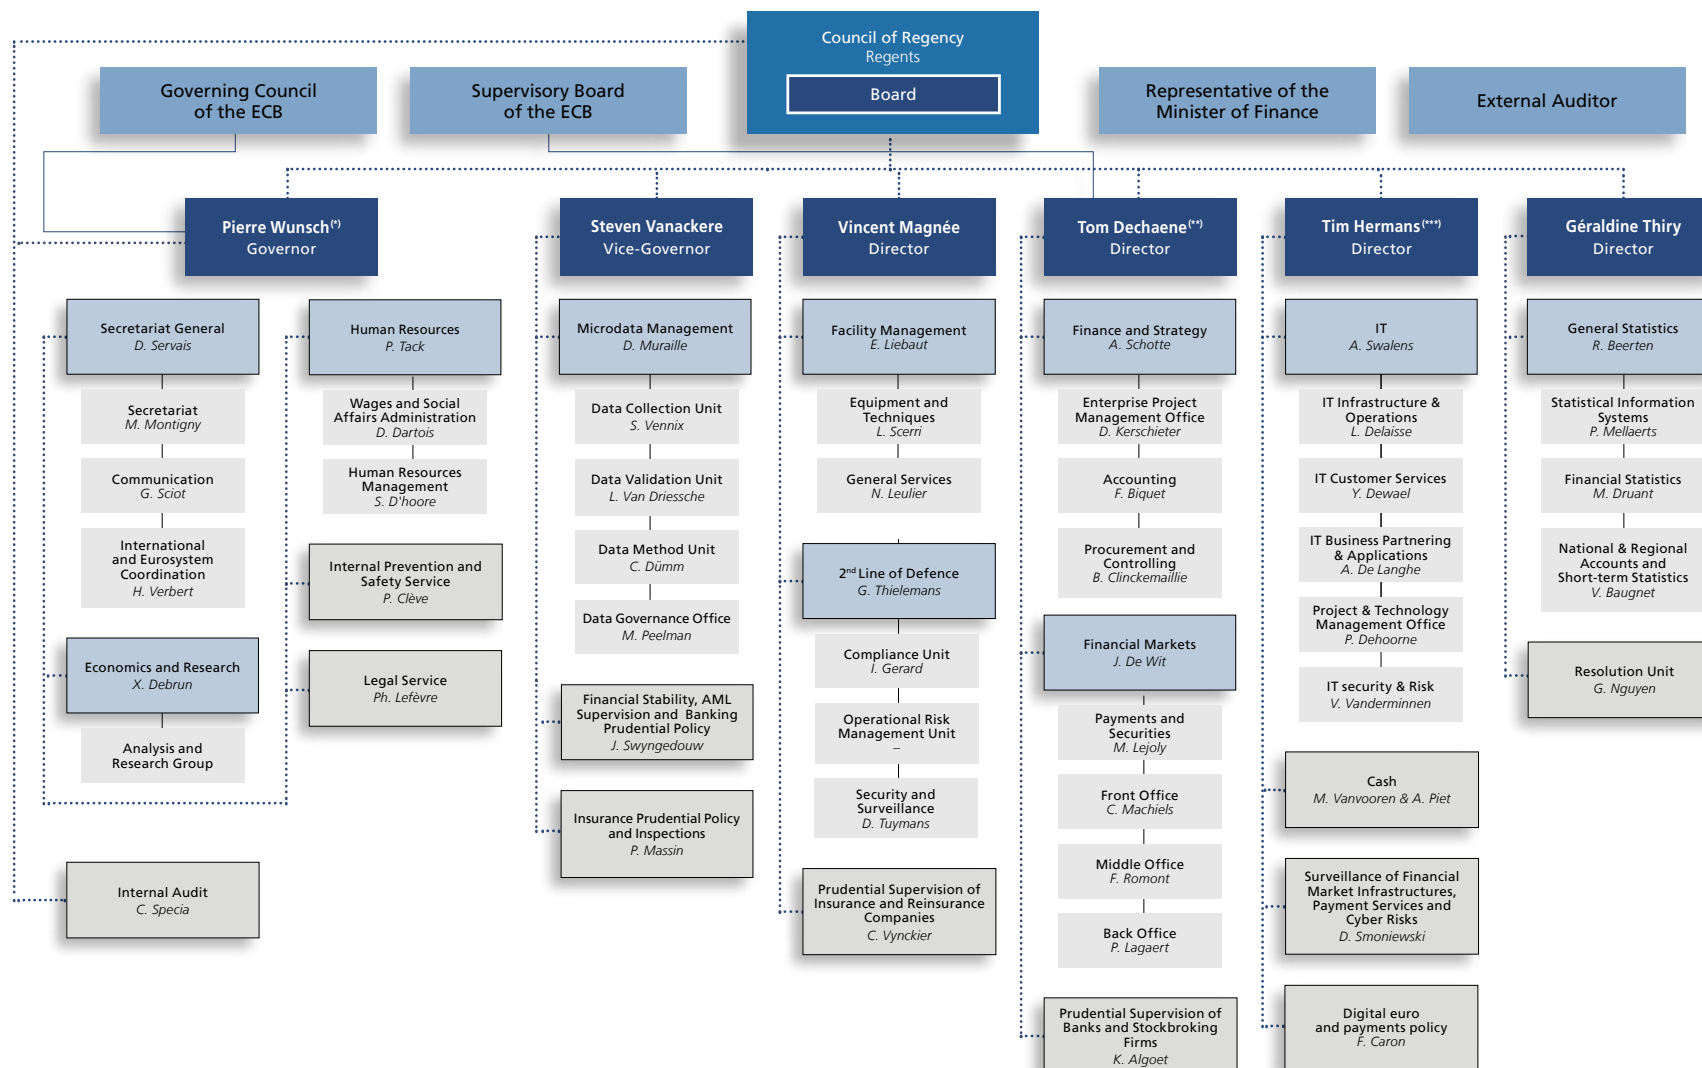 Council of Regency
Regents
Board
Governing Council
of the ECB
Supervisory Board
of the ECB
Representative of the
Minister of Finance
External Auditor
Pierre Wunsch(*)
Governor
Steven Vanackere
Vice-Governor
Vincent Magnée
Director
Tom Dechaene(**)
Director
Tim Hermans(***)
Director
Géraldine Thiry
Director
Secretariat General
D. Servais
Secretariat
M. Montigny
Communication
G. Sciot
International
and Eurosystem
Coordination
H. Verbert
Economics and Research
X. Debrun
Analysis and
Research Group
Internal Audit
C. Specia
Human Resources
P. Tack
Wages and Social
Affairs Administration
D. Dartois
Human Resources
Management
S. D'hoore
Internal Prevention and
Safety Service
P. Clève
Legal Service
Ph. Lefèvre
Microdata Management
D. Muraille
Data Collection Unit
S. Vennix
Data Validation Unit
L. Van Driessche
Data Method Unit
C. Dümm
Data Governance Office
M. Peelman
Financial Stability, AML
Supervision and Banking
Prudential Policy
J. Swyngedouw
Insurance Prudential Policy
and Inspections
P. Massin
Facility Management
E. Liebaut
Equipment and
Techniques
L. Scerri
General Services
N. Leulier
2nd Line of Defence
G. Thielemans
Compliance Unit
I. Gerard
Operational Risk
Management Unit
–
Security and
Surveillance
D. Tuymans
Prudential Supervision of
Insurance and Reinsurance
Companies
C. Vynckier
Finance and Strategy
A. Schotte
Enterprise Project
Management Office
D. Kerschieter
Accounting
F. Biquet
Procurement and
Controlling
B. Clinckemaillie
Financial Markets
J. De Wit
Payments and
Securities
M. Lejoly
Front Office
C. Machiels
Middle Office
F. Romont
Back Office
P. Lagaert
Prudential Supervision of
Banks and Stockbroking
Firms
K. Algoet
IT
A. Swalens
IT Infrastructure &
Operations
L. Delaisse
IT Customer Services
Y. Dewael
IT Business Partnering
& Applications
A. De Langhe
Project & Technology
Management Office
P. Dehoorne
IT security & Risk
V. Vanderminnen
Cash
M. Vanvooren & A. Piet
Surveillance of Financial
Market Infrastructures,
Payment Services and
Cyber Risks
D. Smoniewski
Digital euro
and payments policy
F. Caron
General Statistics
R. Beerten
Statistical Information
Systems
P. Mellaerts
Financial Statistics
M. Druant
National & Regional
Accounts and
Short-term Statistics
V. Baugnet
Resolution Unit
G. Nguyen